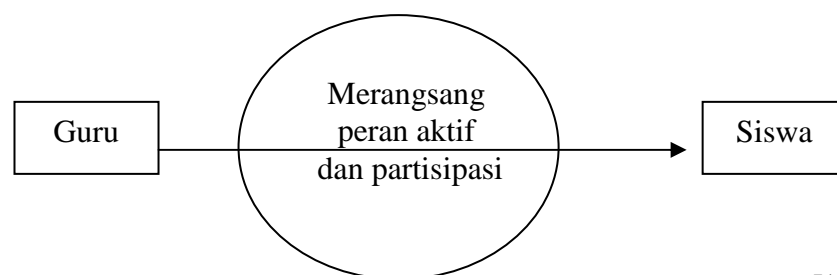 Merangsang
Guru
peran aktif
Siswa
dan partisipasi